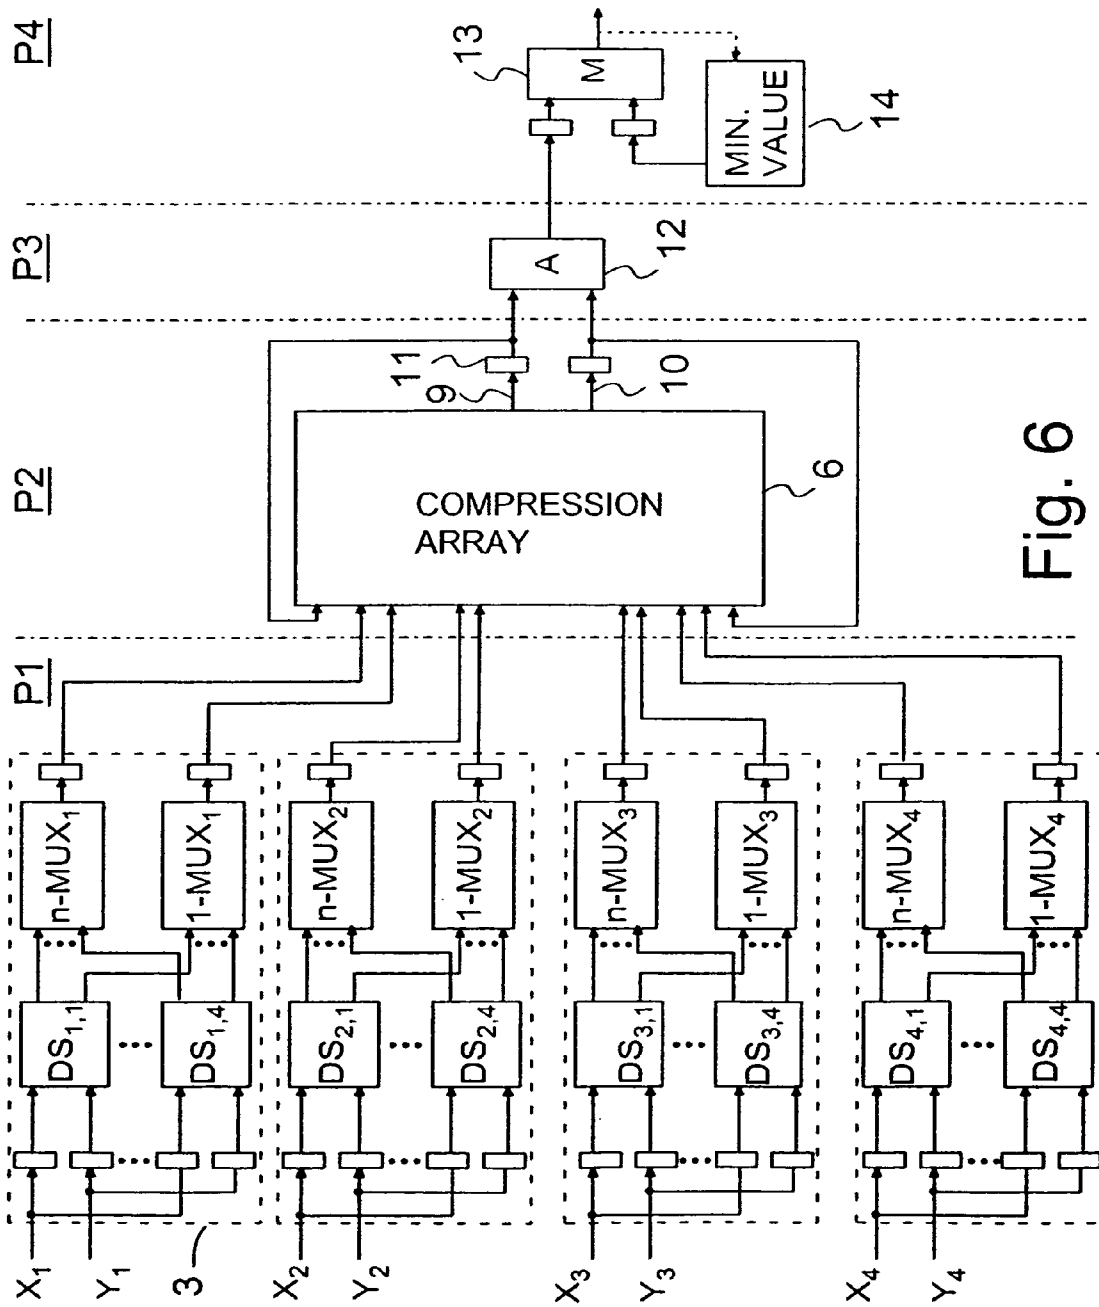 P1
P2
P3
P4
X1
Y1
3
DS1,1
DS1,4
n-MUX1
1-MUX1
X2
Y2
DS2,1
DS2,4
n-MUX2
1-MUX2
X3
Y3
DS3,1
DS3,4
n-MUX3
1-MUX3
X4
Y4
DS4,1
DS4,4
n-MUX4
1-MUX4
COMPRESSION
ARRAY
6
9
11
10
A
12
M
13
MIN.
VALUE
14
Fig. 6